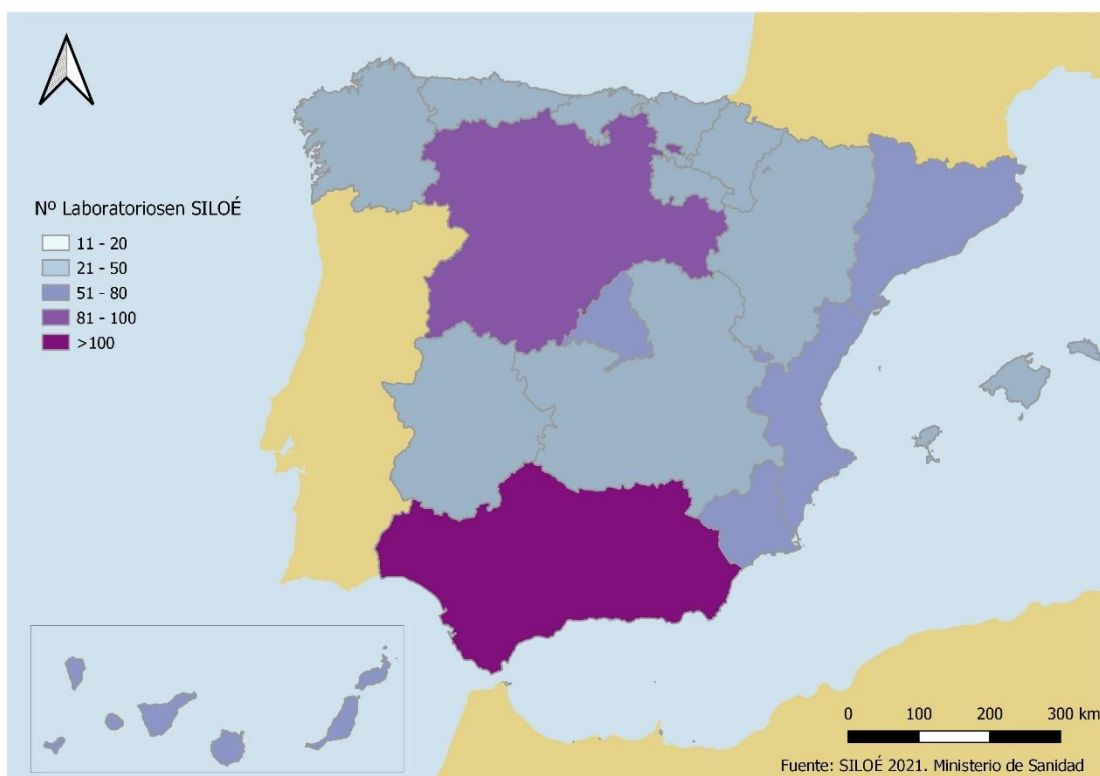 Nº Laboratoriosen SILOÉ
11 - 20
21 - 50
51 - 80
81 - 100
>100
0 100 200 300 km
Fuente: SILOÉ 2021. Ministerio de Sanidad